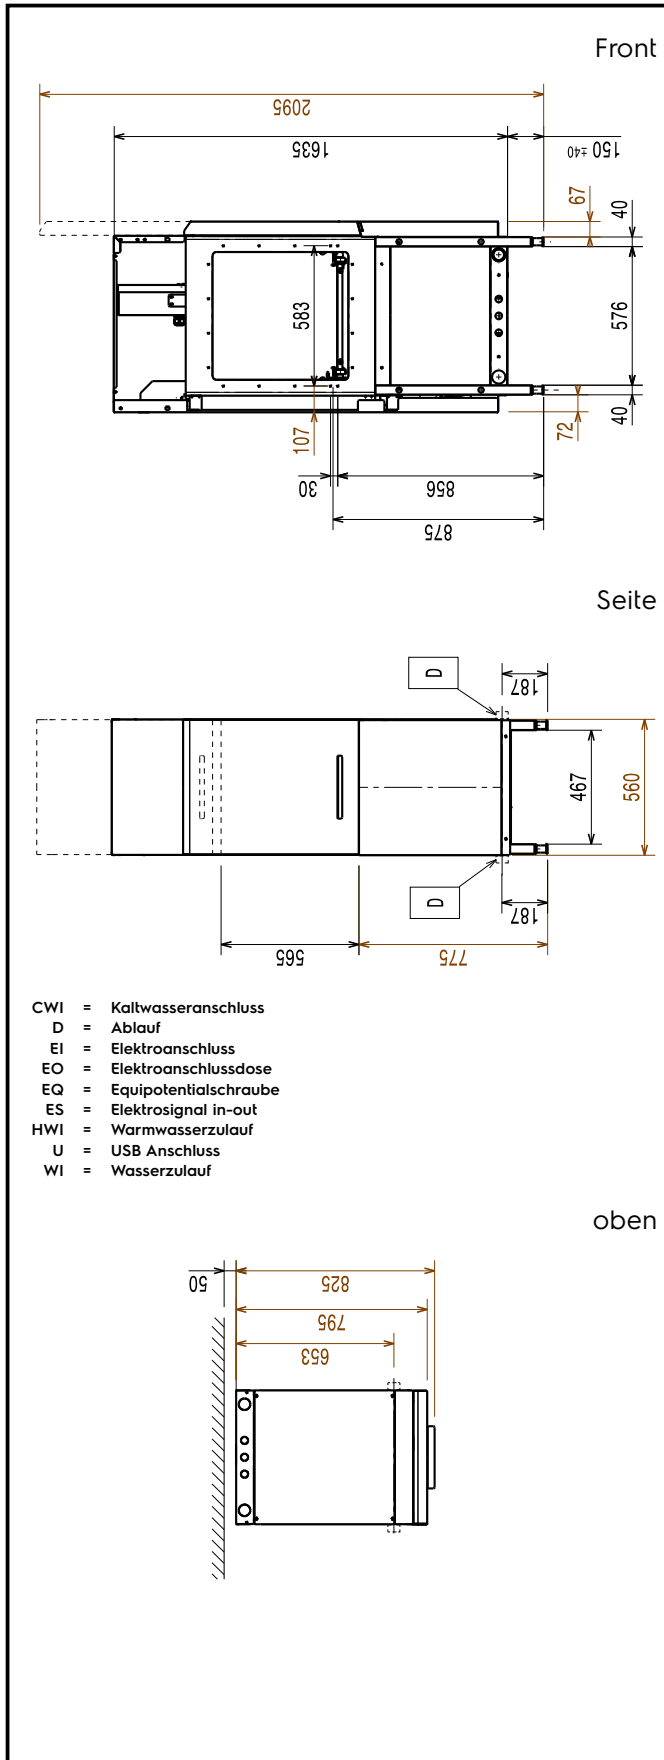 Front
2095
1635
150 ±40
67
40
583
576
107
72
40
30
856
875
Seite
D
187
467
560
D
187
565
775
CWI = Kaltwasseranschluss
D = Ablauf
EI = Elektroanschluss
EO = Elektroanschlussdose
EQ = Equipotentialschraube
ES = Elektrosignal in-out
HWI = Warmwasserzulauf
U = USB Anschluss
WI = Wasserzulauf
oben
50
825
795
653